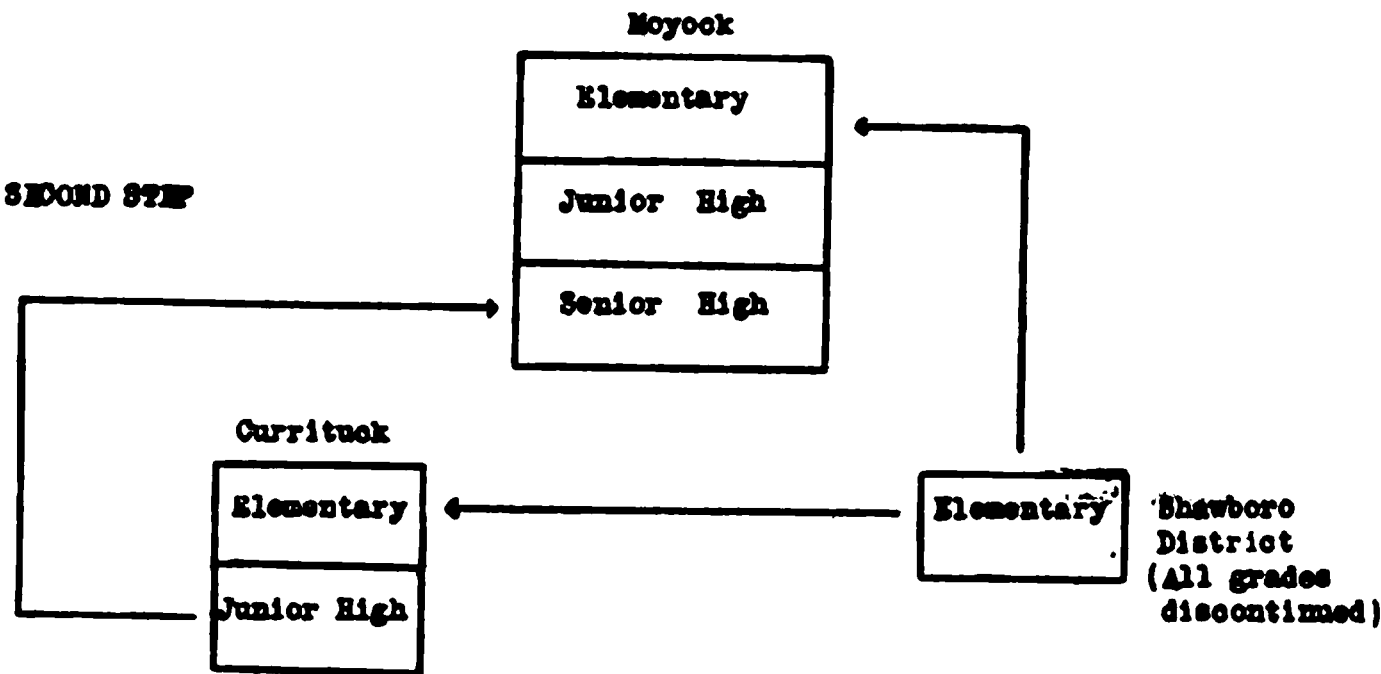 Moyock
Elementary
SECOND STEP
Junior High
Senior High
Currituck
Elementary
Junior High
Elementary
Shawboro
District
(All grades
discontinued)